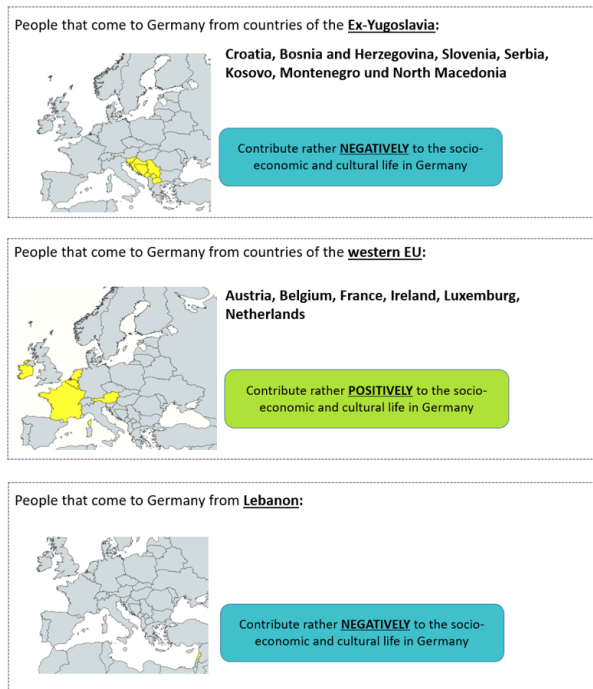 People that come to Germany from countries of the Ex-Yugoslavia:
Croatia, Bosnia and Herzegovina, Slovenia, Serbia,
Kosovo, Montenegro und North Macedonia
Contribute rather NEGATIVELY to the socio-
economic and cultural life in Germany
People that come to Germany from countries of the western EU:
Austria, Belgium, France, Ireland, Luxemburg,
Netherlands
Contribute rather POSITIVELY to the socio-
economic and cultural life in Germany
People that come to Germany from Lebanon:
Contribute rather NEGATIVELY to the socio-
economic and cultural life in Germany